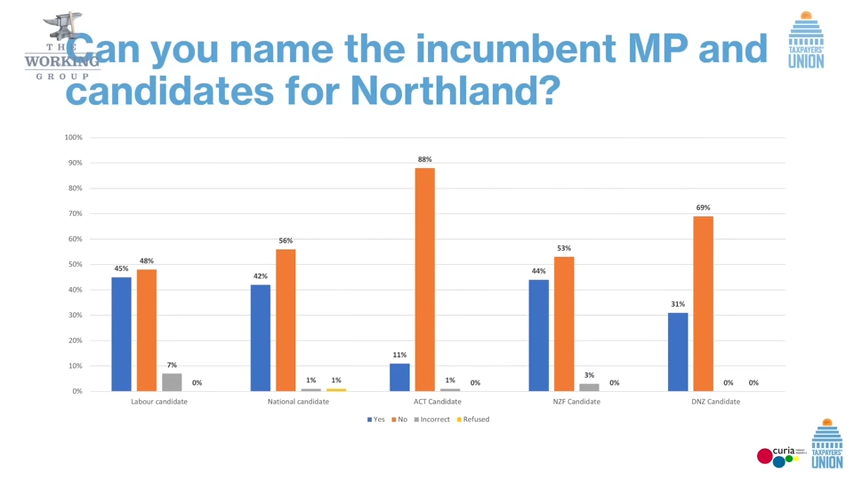 THE
WORKING
GROUP
Can you name the incumbent MP and
candidates for Northland?
TAXPAYERS'
UNION
100%
90%
80%
70%
60%
50%
40%
30%
20%
10%
0%
45%
48%
7%
0%
42%
56%
1%
1%
11%
88%
1%
0%
44%
53%
3%
0%
31%
69%
0%
0%
Labour candidate
National candidate
ACT Candidate
NZF Candidate
DNZ Candidate
Yes No Incorrect Refused
curia
TAXPAYERS'
UNION